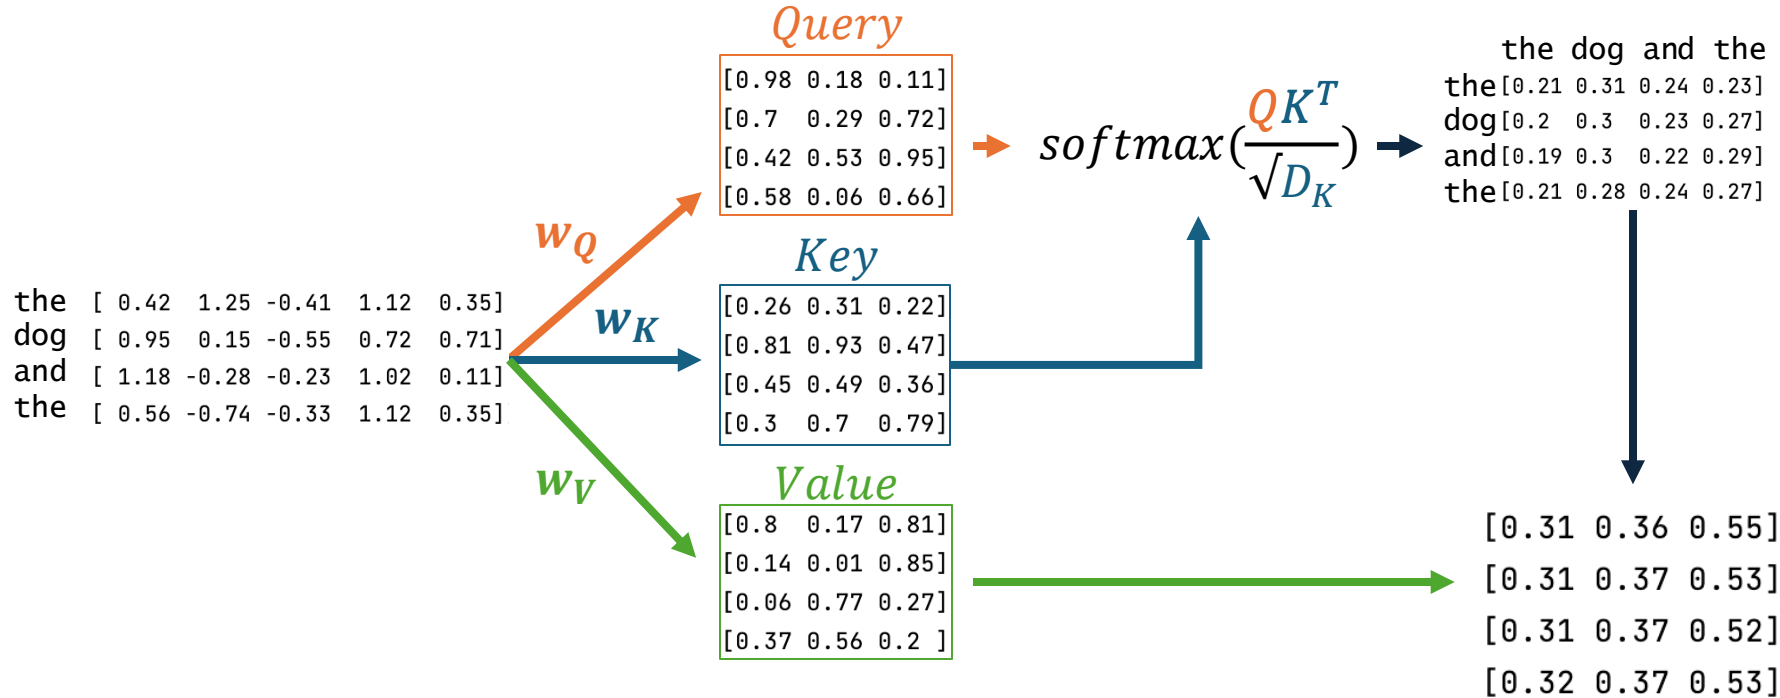 the [ 0.42 1.25 -0.41 1.12 0.35]
dog [ 0.95 0.15 -0.55 0.72 0.71]
and [ 1.18 -0.28 -0.23 1.02 0.11]
the [ 0.56 -0.74 -0.33 1.12 0.35]
w_Q
w_K
w_V
Query
[0.98 0.18 0.11]
[0.7 0.29 0.72]
[0.42 0.53 0.95]
[0.58 0.06 0.66]
Key
[0.26 0.31 0.22]
[0.81 0.93 0.47]
[0.45 0.49 0.36]
[0.3 0.7 0.79]
Value
[0.8 0.17 0.81]
[0.14 0.01 0.85]
[0.06 0.77 0.27]
[0.37 0.56 0.2 ]
softmax(QK^T/√D_K)
the dog and the
the[0.21 0.31 0.24 0.23]
dog[0.2 0.3 0.23 0.27]
and[0.19 0.3 0.22 0.29]
the[0.21 0.28 0.24 0.27]
[0.31 0.36 0.55]
[0.31 0.37 0.53]
[0.31 0.37 0.52]
[0.32 0.37 0.53]